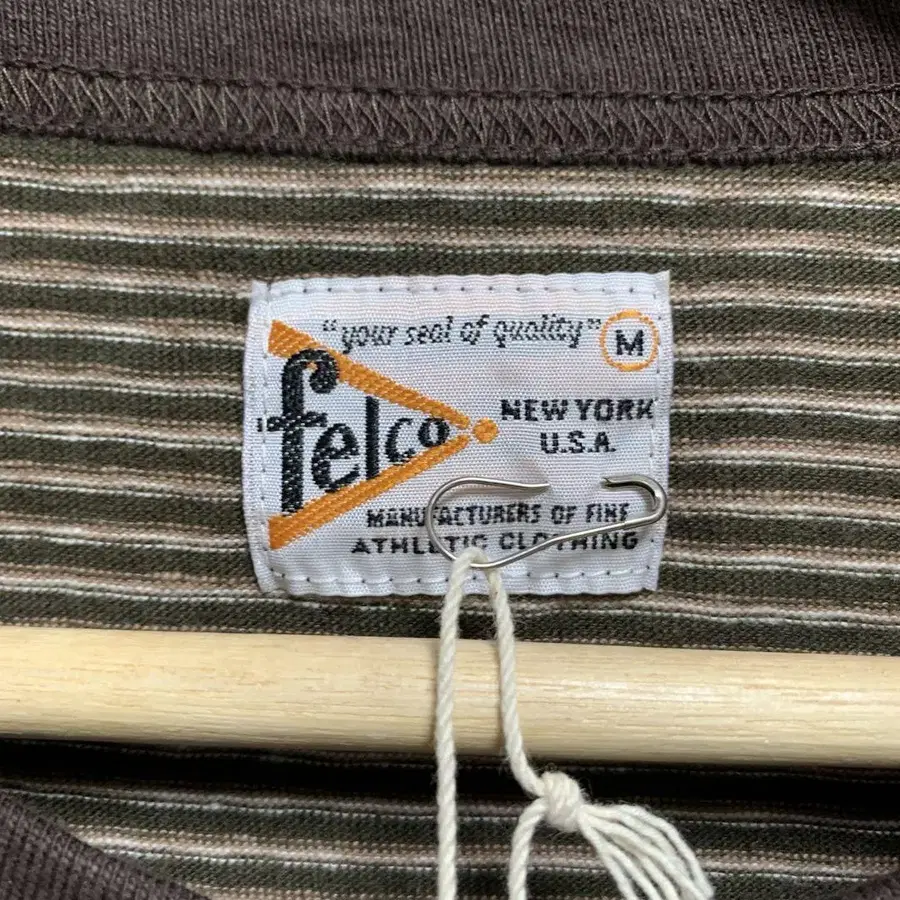 "your seal of quality" M
felco
NEW YORK
U.S.A.
MANUFACTURERS OF FINE
ATHLETIC CLOTHING